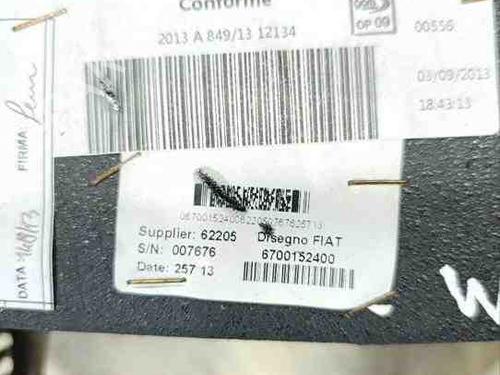 Conforme
OP 09
2013 A 849/13 12134
00556
03/09/2013
18:43:13
FIRMA
DATA
Supplier: 62205 Disegno FIAT
S/N: 007676 6700152400
Date: 257 13
W